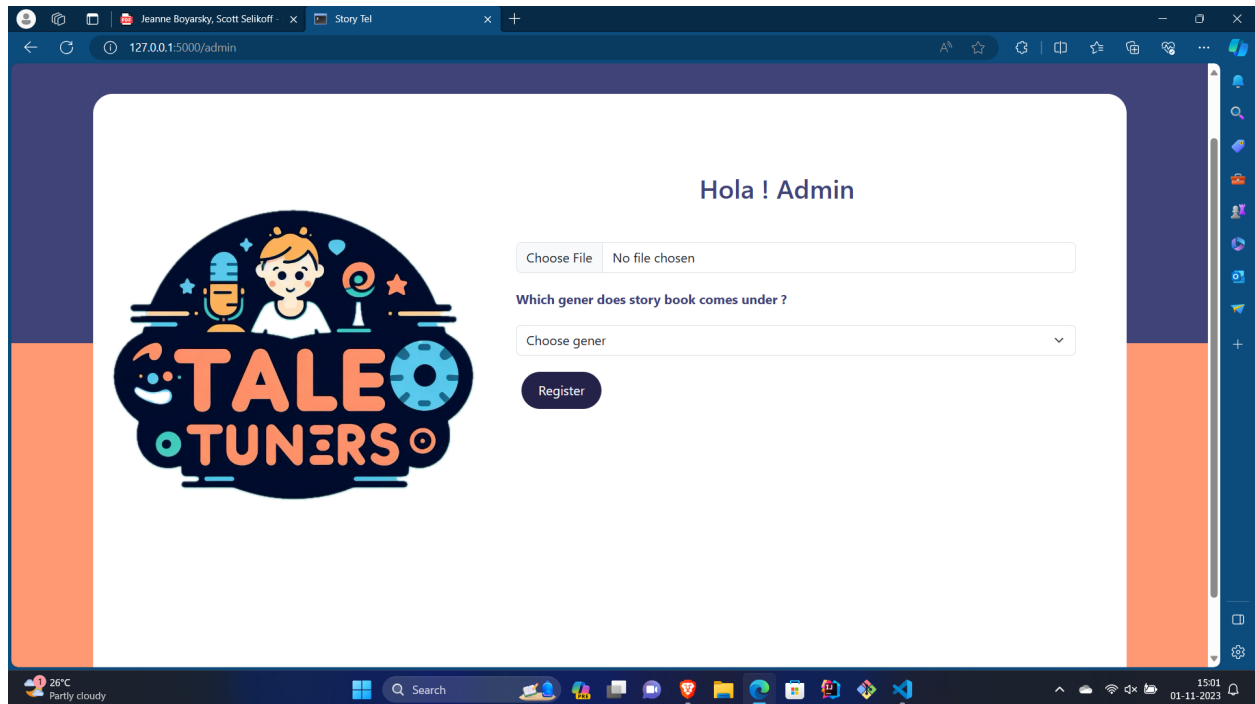 Jeanne Boyarsky, Scott Selikoff -
Story Tel
127.0.0.1:5000/admin
Hola ! Admin
Choose File No file chosen
Which gener does story book comes under ?
Choose gener
Register
TALE
TUNERS
1
26°C
Partly cloudy
Search
PRE
15:01
01-11-2023